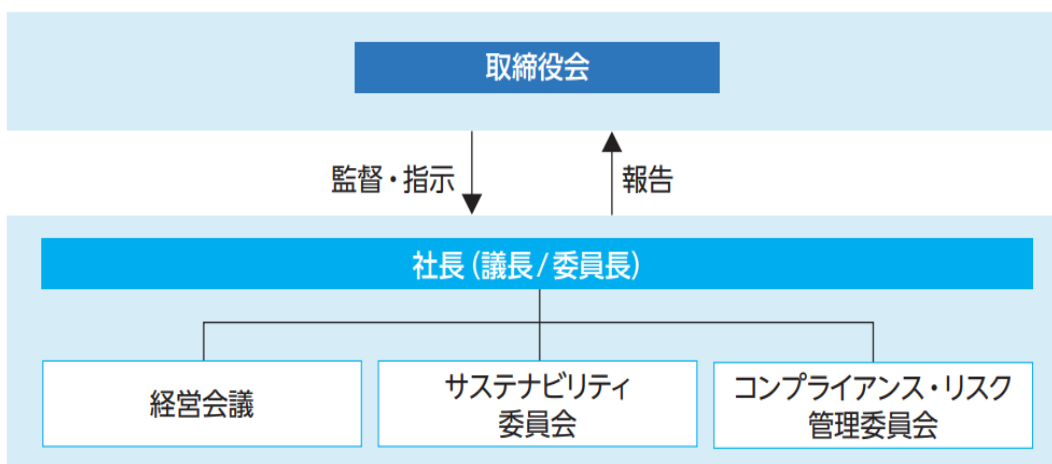 取締役会
監督・指示
報告
社長(議長/委員長)
経営会議
サステナビリティ
委員会
コンプライアンス・リスク
管理委員会